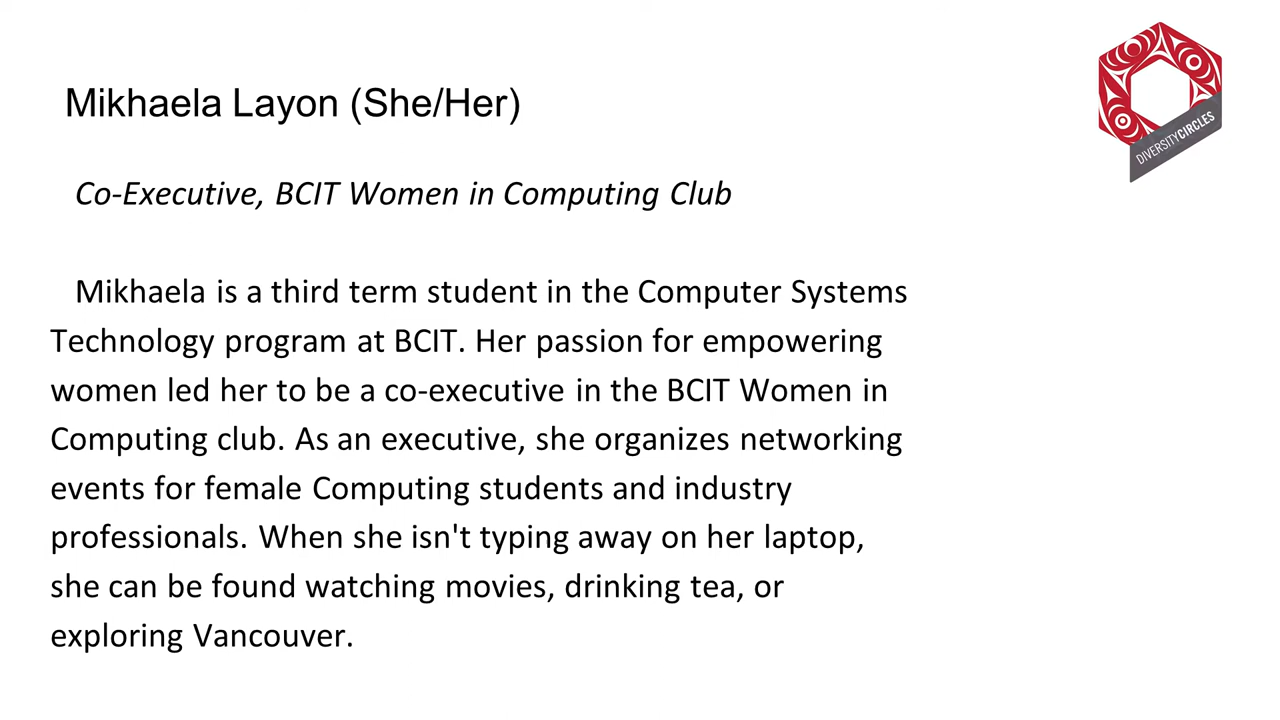 Mikhaela Layon (She/Her)
DIVERSITYCIRCLES
Co-Executive, BCIT Women in Computing Club
Mikhaela is a third term student in the Computer Systems
Technology program at BCIT. Her passion for empowering
women led her to be a co-executive in the BCIT Women in
Computing club. As an executive, she organizes networking
events for female Computing students and industry
professionals. When she isn't typing away on her laptop,
she can be found watching movies, drinking tea, or
exploring Vancouver.